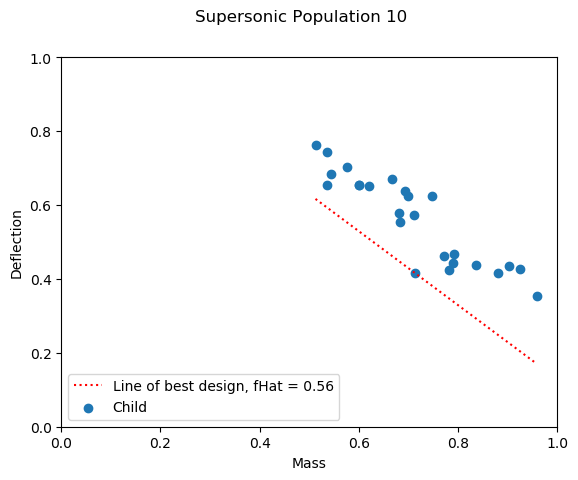 Supersonic Population 10
1.0
0.8
0.6
0.4
0.2
0.0
Deflection
Line of best design, fHat = 0.56
Child
0.0 0.2 0.4 0.6 0.8 1.0
Mass